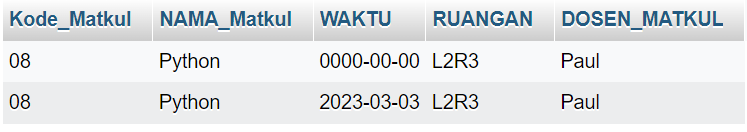 Kode_Matkul NAMA_Matkul WAKTU RUANGAN DOSEN_MATKUL
08 Python 0000-00-00 L2R3 Paul
08 Python 2023-03-03 L2R3 Paul